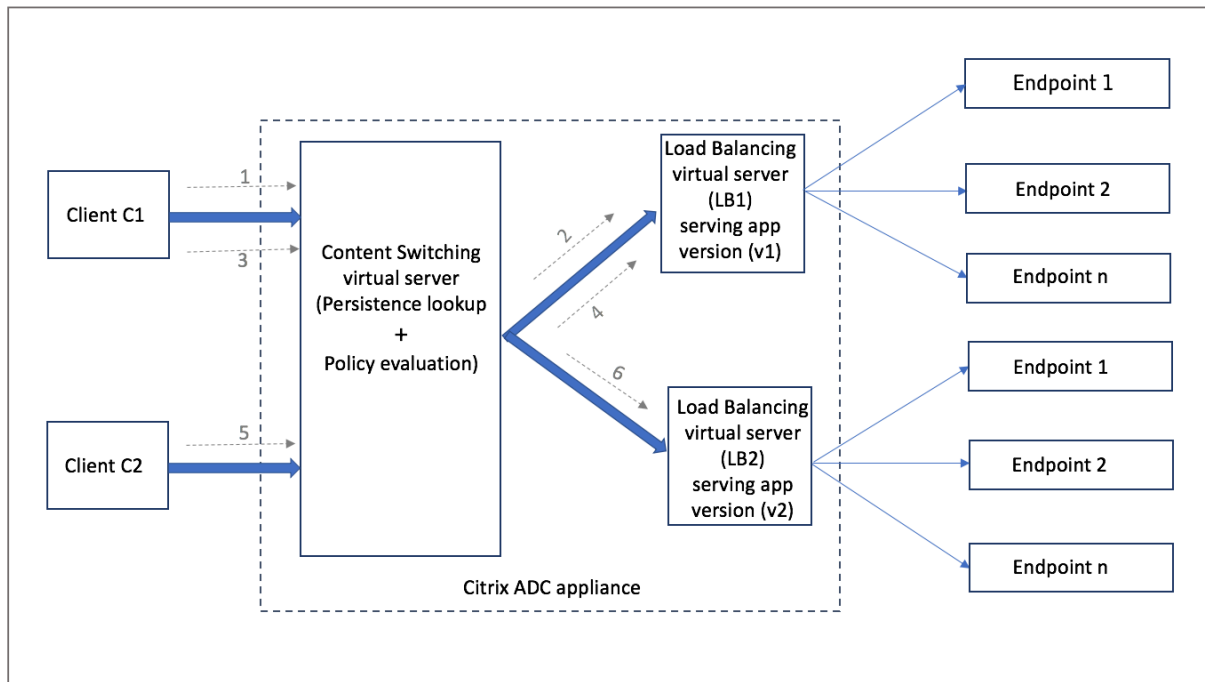 Client C1
1
3
Client C2
5
Content Switching
virtual server
(Persistence lookup
+
Policy evaluation)
2
4
6
Load Balancing
virtual server
(LB1)
serving app
version (v1)
Load Balancing
virtual server
(LB2)
serving app
version (v2)
Citrix ADC appliance
Endpoint 1
Endpoint 2
Endpoint n
Endpoint 1
Endpoint 2
Endpoint n